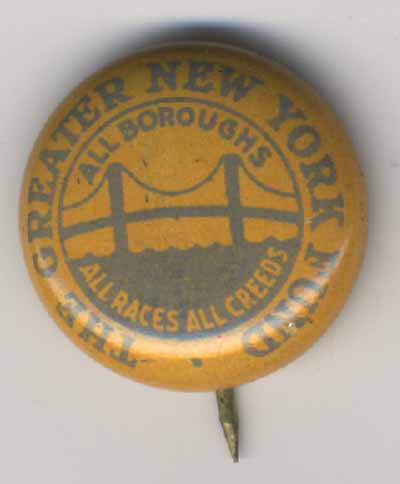 THE GREATER NEW YORK FUND
ALL BOROUGHS
ALL RACES ALL CREEDS